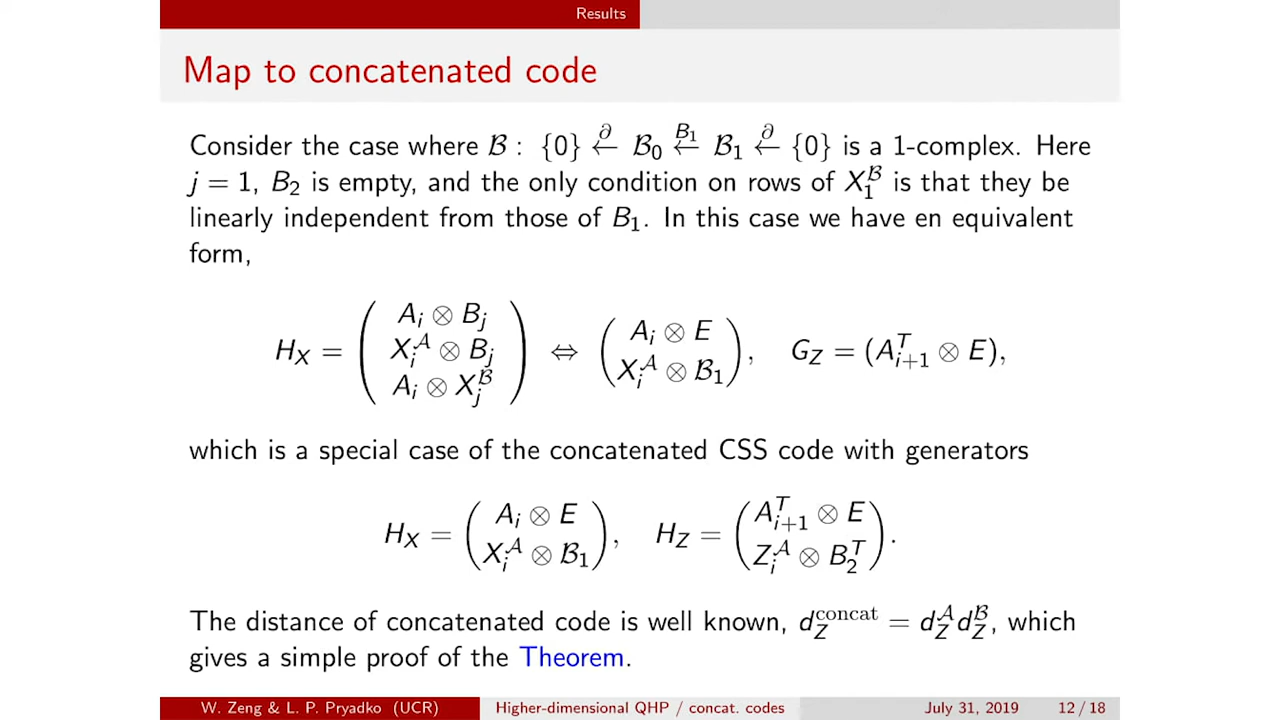 Results
Map to concatenated code
Consider the case where ℬ : {0} ←∂ ℬ₀ ←B₁ ℬ₁ ←∂ {0} is a 1-complex. Here
j = 1, B₂ is empty, and the only condition on rows of X₁^ℬ is that they be
linearly independent from those of B₁. In this case we have en equivalent
form,
H_X = ( A_i ⊗ B_j ; X_i^𝒜 ⊗ B_j ; A_i ⊗ X_j^ℬ ) ⇔ ( A_i ⊗ E ; X_i^𝒜 ⊗ ℬ₁ ), G_Z = (A_{i+1}^T ⊗ E),
which is a special case of the concatenated CSS code with generators
H_X = ( A_i ⊗ E ; X_i^𝒜 ⊗ ℬ₁ ), H_Z = ( A_{i+1}^T ⊗ E ; Z_i^𝒜 ⊗ B_2^T ).
The distance of concatenated code is well known, d_Z^concat = d_Z^𝒜 d_Z^ℬ, which
gives a simple proof of the Theorem.
W. Zeng & L. P. Pryadko (UCR) Higher-dimensional QHP / concat. codes July 31, 2019 12 / 18